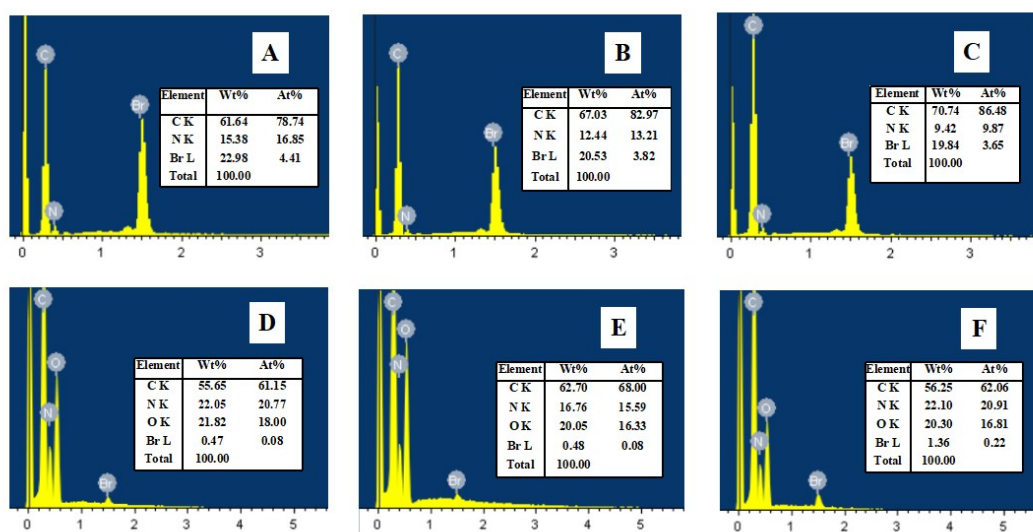 A
C
Br
N
Element Wt% At%
C K 61.64 78.74
N K 15.38 16.85
Br L 22.98 4.41
Total 100.00
0 1 2 3
B
C
Br
N
Element Wt% At%
C K 67.03 82.97
N K 12.44 13.21
Br L 20.53 3.82
Total 100.00
0 1 2 3
C
C
Br
N
Element Wt% At%
C K 70.74 86.48
N K 9.42 9.87
Br L 19.84 3.65
Total 100.00
0 1 2 3
D
C
O
N
Br
Element Wt% At%
C K 55.65 61.15
N K 22.05 20.77
O K 21.82 18.00
Br L 0.47 0.08
Total 100.00
0 1 2 3 4 5
E
C
O
N
Br
Element Wt% At%
C K 62.70 68.00
N K 16.76 15.59
O K 20.05 16.33
Br L 0.48 0.08
Total 100.00
0 1 2 3 4 5
F
C
O
N
Br
Element Wt% At%
C K 56.25 62.06
N K 22.10 20.91
O K 20.30 16.81
Br L 1.36 0.22
Total 100.00
0 1 2 3 4 5